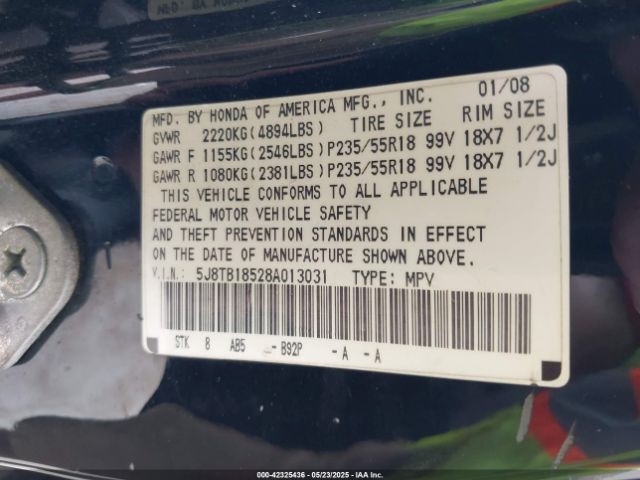 MFD. BY HONDA OF AMERICA MFG., INC. 01/08
GVWR 2220KG(4894LBS) TIRE SIZE RIM SIZE
GAWR F 1155KG(2546LBS)P235/55R18 99V 18X7 1/2J
GAWR R 1080KG(2381LBS)P235/55R18 99V 18X7 1/2J
THIS VEHICLE CONFORMS TO ALL APPLICABLE
FEDERAL MOTOR VEHICLE SAFETY
AND THEFT PREVENTION STANDARDS IN EFFECT
ON THE DATE OF MANUFACTURE SHOWN ABOVE.
V.I.N.: 5J8TB18528A013031 TYPE: MPV
STK 8 AB5 - B92P - A - A
000-42325436 - 05/23/2025 - IAAI Inc.